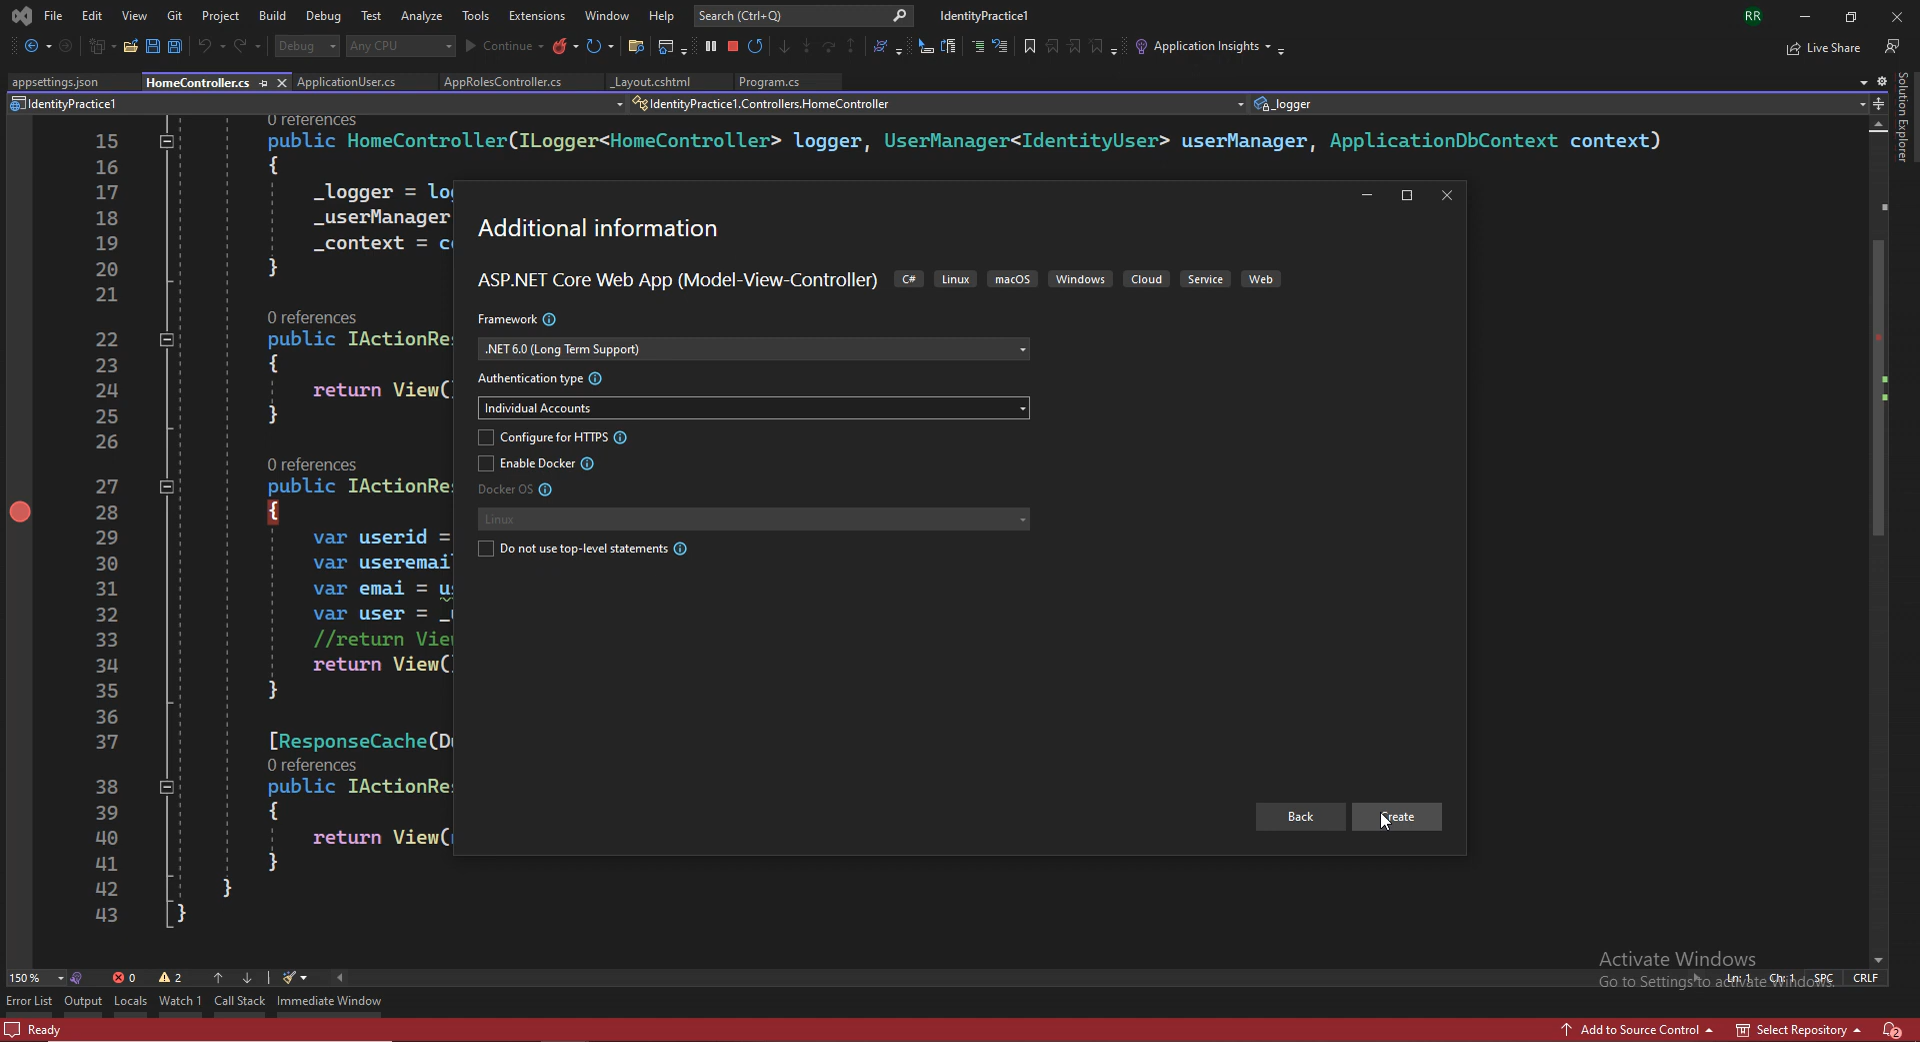 File Edit View Git Project Build Debug Test Analyze Tools Extensions Window Help Search (Ctrl+Q) IdentityPractice1 RR
Debug Any CPU Continue Application Insights Live Share
appsettings.json HomeController.cs ApplicationUser.cs AppRolesController.cs _Layout.cshtml Program.cs
IdentityPractice1 IdentityPractice1.Controllers.HomeController _logger
Solution Explorer
0 references
15 public HomeController(ILogger<HomeController> logger, UserManager<IdentityUser> userManager, ApplicationDbContext context)
16 {
17 _logger =
18 _userManager
19 _context =
20 }
21
0 references
22 public
23 {
24 return View(
25 }
26
0 references
27 public
28 {
29 var userid =
30 var
31 var emai =
32 var user =
33 //return
34 return View(
35 }
36
37 [ResponseCache(
0 references
38 public
39 {
40 return View(
41 }
42 }
43 }
Additional information
ASP.NET Core Web App (Model-View-Controller) C# Linux macOS Windows Cloud Service Web
Framework
.NET 6.0 (Long Term Support)
Authentication type
Individual Accounts
Configure for HTTPS
Enable Docker
Docker OS
Linux
Do not use top-level statements
Back Create
Activate Windows
Go to Settings to activate Windows.
150 % 0 2 Ln: 1 Ch: 1 SPC CRLF
Error List Output Locals Watch 1 Call Stack Immediate Window
Ready Add to Source Control Select Repository 2